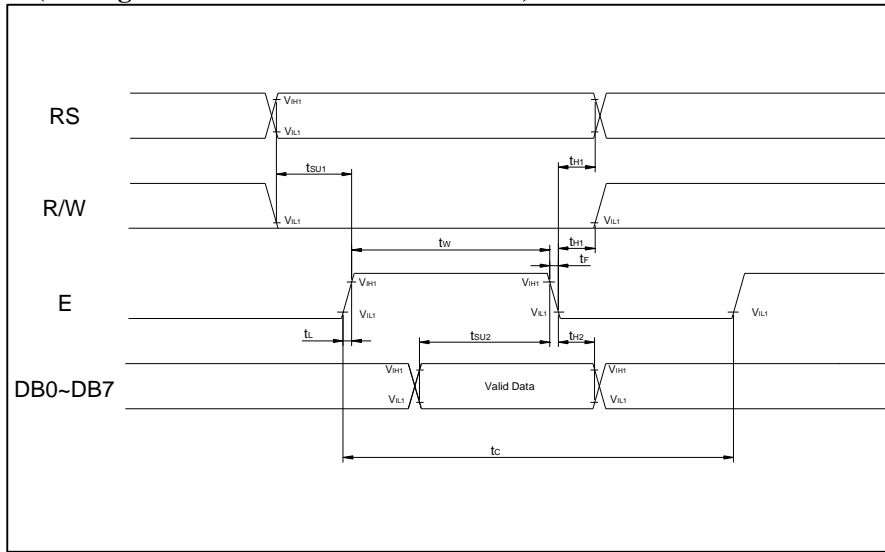 RS
VIH1
VIL1
tSU1
tH1
R/W
VIL1
VIL1
tW
tH1
tF
E
VIH1
VIH1
VIL1
VIL1
VIL1
tL
tSU2
tH2
DB0~DB7
VIH1
VIH1
Valid Data
VIL1
VIL1
tC